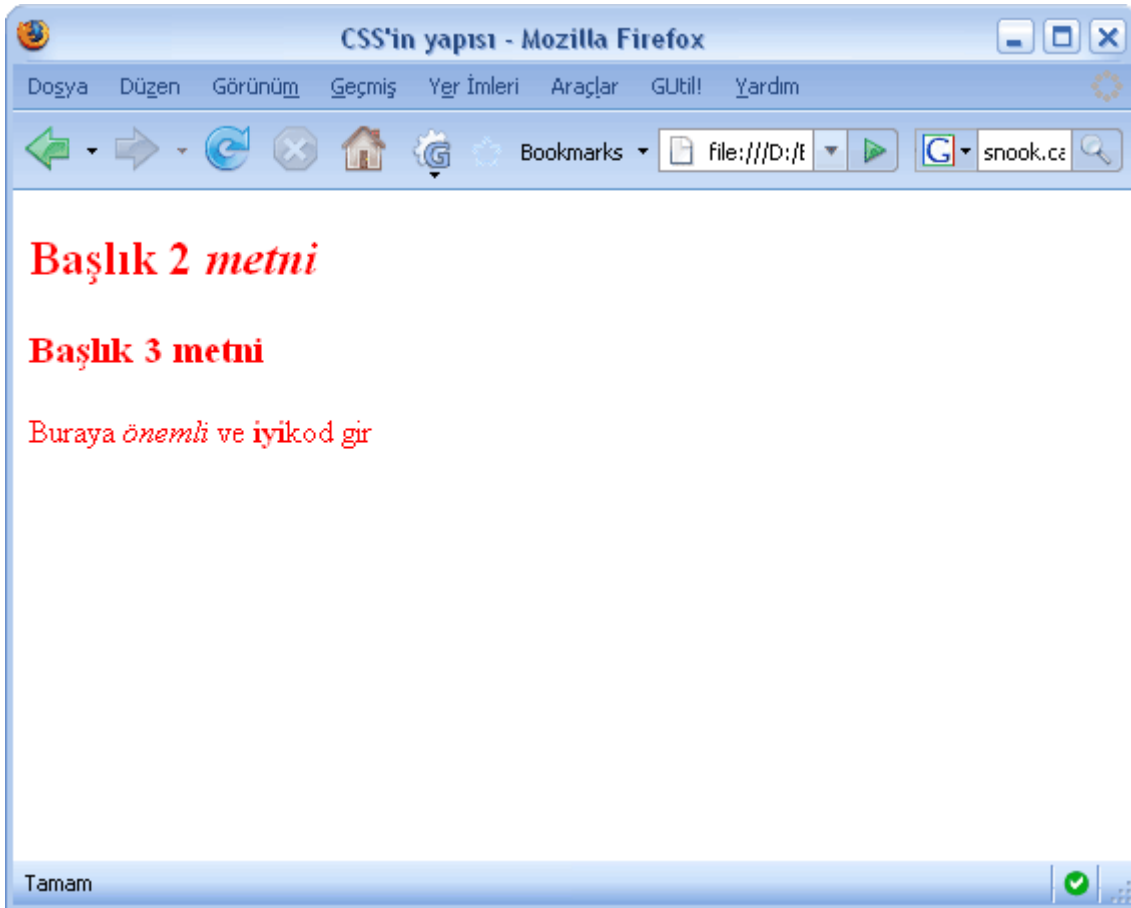 CSS'in yapısı - Mozilla Firefox
Dosya Düzen Görünüm Geçmiş Yer İmleri Araçlar GUtil! Yardım
G Bookmarks file:///D:/E G snook.ca
Başlık 2 metni
Başlık 3 metni
Buraya önemli ve iyikod gir
Tamam